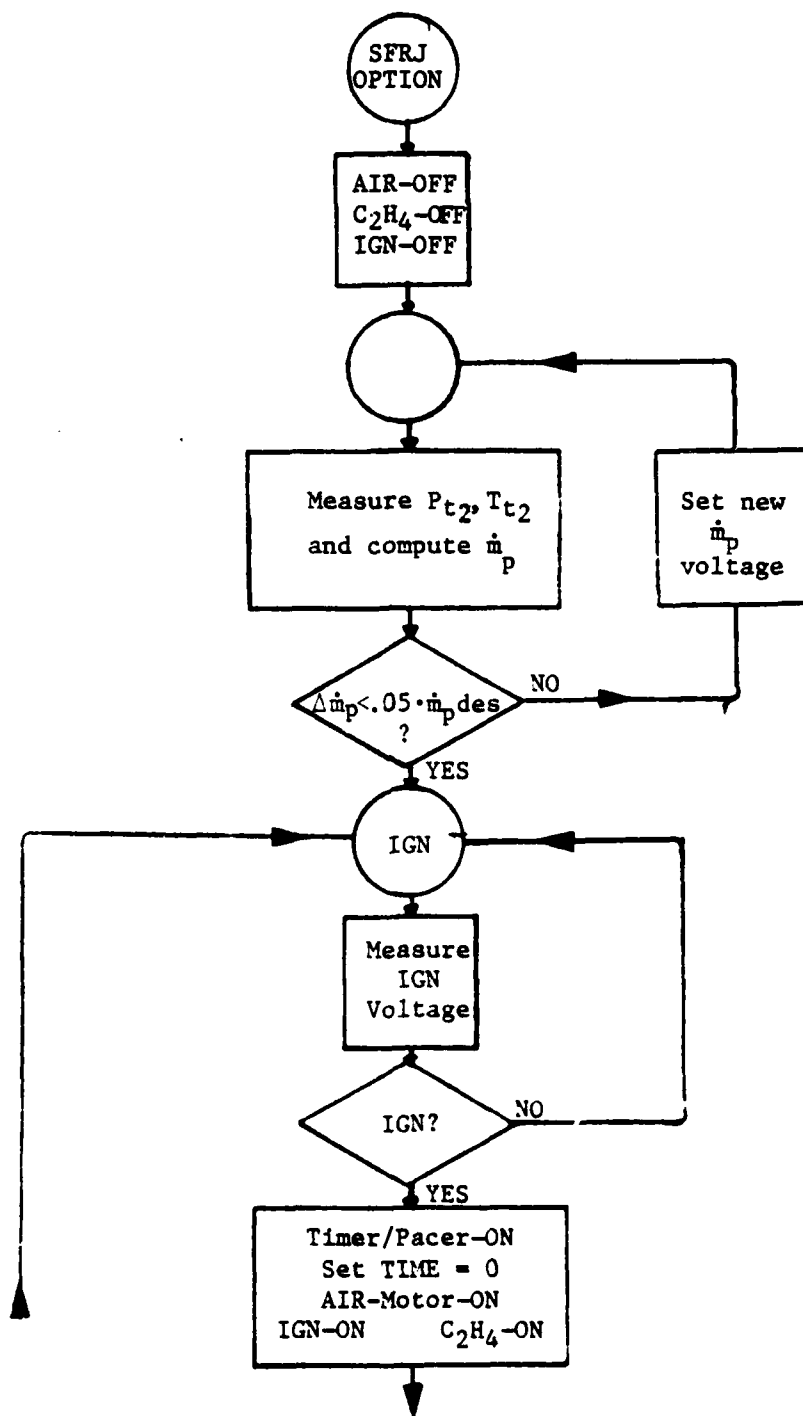 SFRJ
OPTION
AIR-OFF
C₂H₄-OFF
IGN-OFF
Measure Pₜ₂, Tₜ₂
and compute ṁₚ
Set new
ṁₚ
voltage
Δṁₚ<.05·ṁₚdes
?
NO
YES
IGN
Measure
IGN
Voltage
IGN?
NO
YES
Timer/Pacer-ON
Set TIME = 0
AIR-Motor-ON
IGN-ON C₂H₄-ON